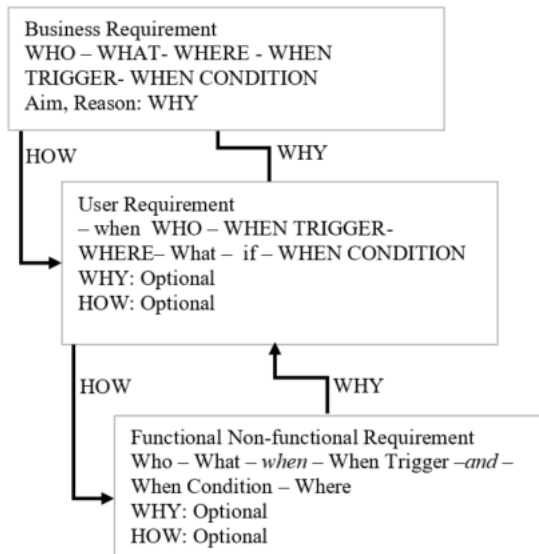 Business Requirement
WHO – WHAT- WHERE - WHEN
TRIGGER- WHEN CONDITION
Aim, Reason: WHY
HOW
WHY
User Requirement
– when WHO – WHEN TRIGGER-
WHERE– What – if – WHEN CONDITION
WHY: Optional
HOW: Optional
HOW
WHY
Functional Non-functional Requirement
Who – What – when – When Trigger –and –
When Condition – Where
WHY: Optional
HOW: Optional